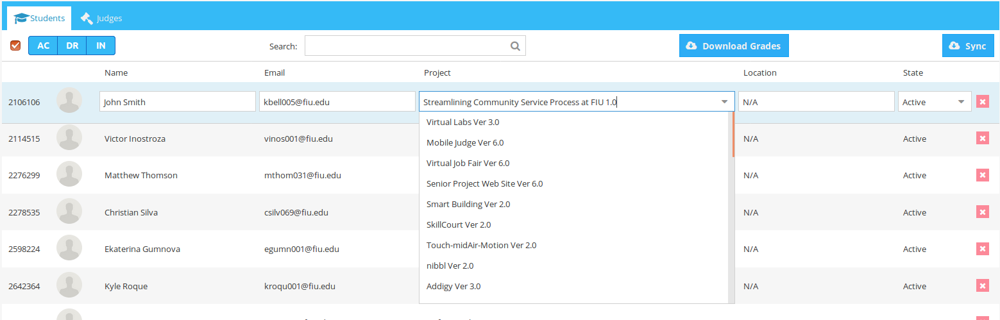 Students Judges
AC DR IN Search: Download Grades Sync
Name Email Project Location State
2106106 John Smith kbell005@fiu.edu Streamlining Community Service Process at FIU 1.0 N/A Active
Virtual Labs Ver 3.0
2114515 Victor Inostroza vinos001@fiu.edu Mobile Judge Ver 6.0 N/A Active
Virtual Job Fair Ver 6.0
2276299 Matthew Thomson mthom031@fiu.edu Senior Project Web Site Ver 6.0 N/A Active
Smart Building Ver 2.0
2278535 Christian Silva csilv069@fiu.edu SkillCourt Ver 2.0 N/A Active
Touch-midAir-Motion Ver 2.0
2598224 Ekaterina Gumnova egumn001@fiu.edu nibbl Ver 2.0 N/A Active
2642364 Kyle Roque kroqu001@fiu.edu Addigy Ver 3.0 N/A Active